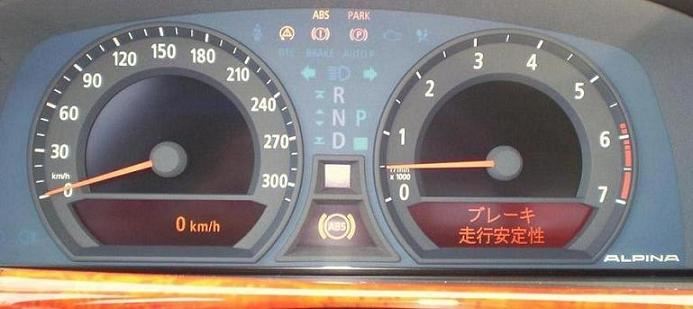 ABS PARK
DTC BRAKE AUTO P
0
30
60
90
120
150
180
210
240
270
300
km/h
0 km/h
R
N P
D
ABS
0
1
2
3
4
5
6
7
1/min
x 1000
ブレーキ
走行安定性
ALPINA